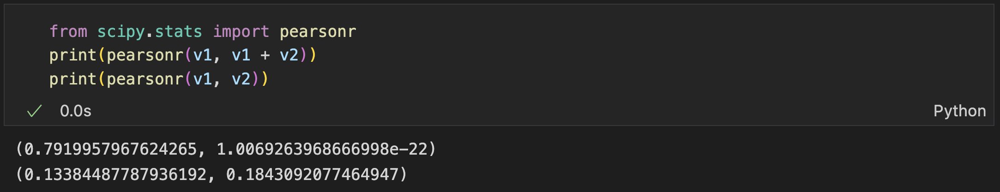 from scipy.stats import pearsonr
print(pearsonr(v1, v1 + v2))
print(pearsonr(v1, v2))
0.0s
Python
(0.7919957967624265, 1.0069263968666998e-22)
(0.13384487787936192, 0.1843092077464947)